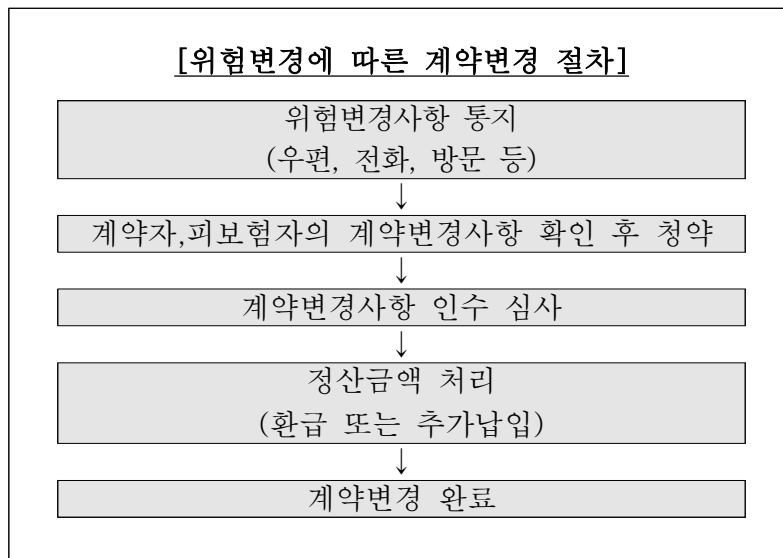 [위험변경에 따른 계약변경 절차]
위험변경사항 통지
(우편, 전화, 방문 등)
↓
계약자,피보험자의 계약변경사항 확인 후 청약
↓
계약변경사항 인수 심사
↓
정산금액 처리
(환급 또는 추가납입)
↓
계약변경 완료